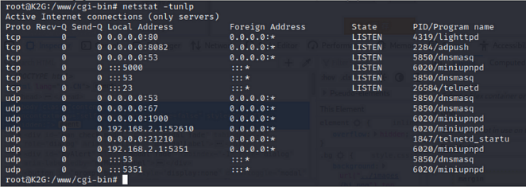 root@K2G:/www/cgi-bin# netstat -tunlp
Active Internet connections (only servers)
Proto Recv-Q Send-Q Local Address Foreign Address State PID/Program name
tcp 0 0 0.0.0.0:80 0.0.0.0:* LISTEN 4319/lighttpd
tcp 0 0 0.0.0.0:8082 0.0.0.0:* LISTEN 2284/adpush
tcp 0 0 0.0.0.0:53 0.0.0.0:* LISTEN 5850/dnsmasq
tcp 0 0 :::5000 :::* LISTEN 6020/miniupnpd
tcp 0 0 :::53 :::* LISTEN 5850/dnsmasq
tcp 0 0 :::23 :::* LISTEN 26584/telnetd
udp 0 0 0.0.0.0:53 0.0.0.0:* 5850/dnsmasq
udp 0 0 0.0.0.0:67 0.0.0.0:* 5850/dnsmasq
udp 0 0 0.0.0.0:1900 0.0.0.0:* 6020/miniupnpd
udp 0 0 192.168.2.1:52610 0.0.0.0:* 6020/miniupnpd
udp 0 0 0.0.0.0:21210 0.0.0.0:* 1847/telnetd_startu
udp 0 0 192.168.2.1:5351 0.0.0.0:* 6020/miniupnpd
udp 0 0 :::53 :::* 5850/dnsmasq
udp 0 0 :::5351 :::* 6020/miniupnpd
root@K2G:/www/cgi-bin#